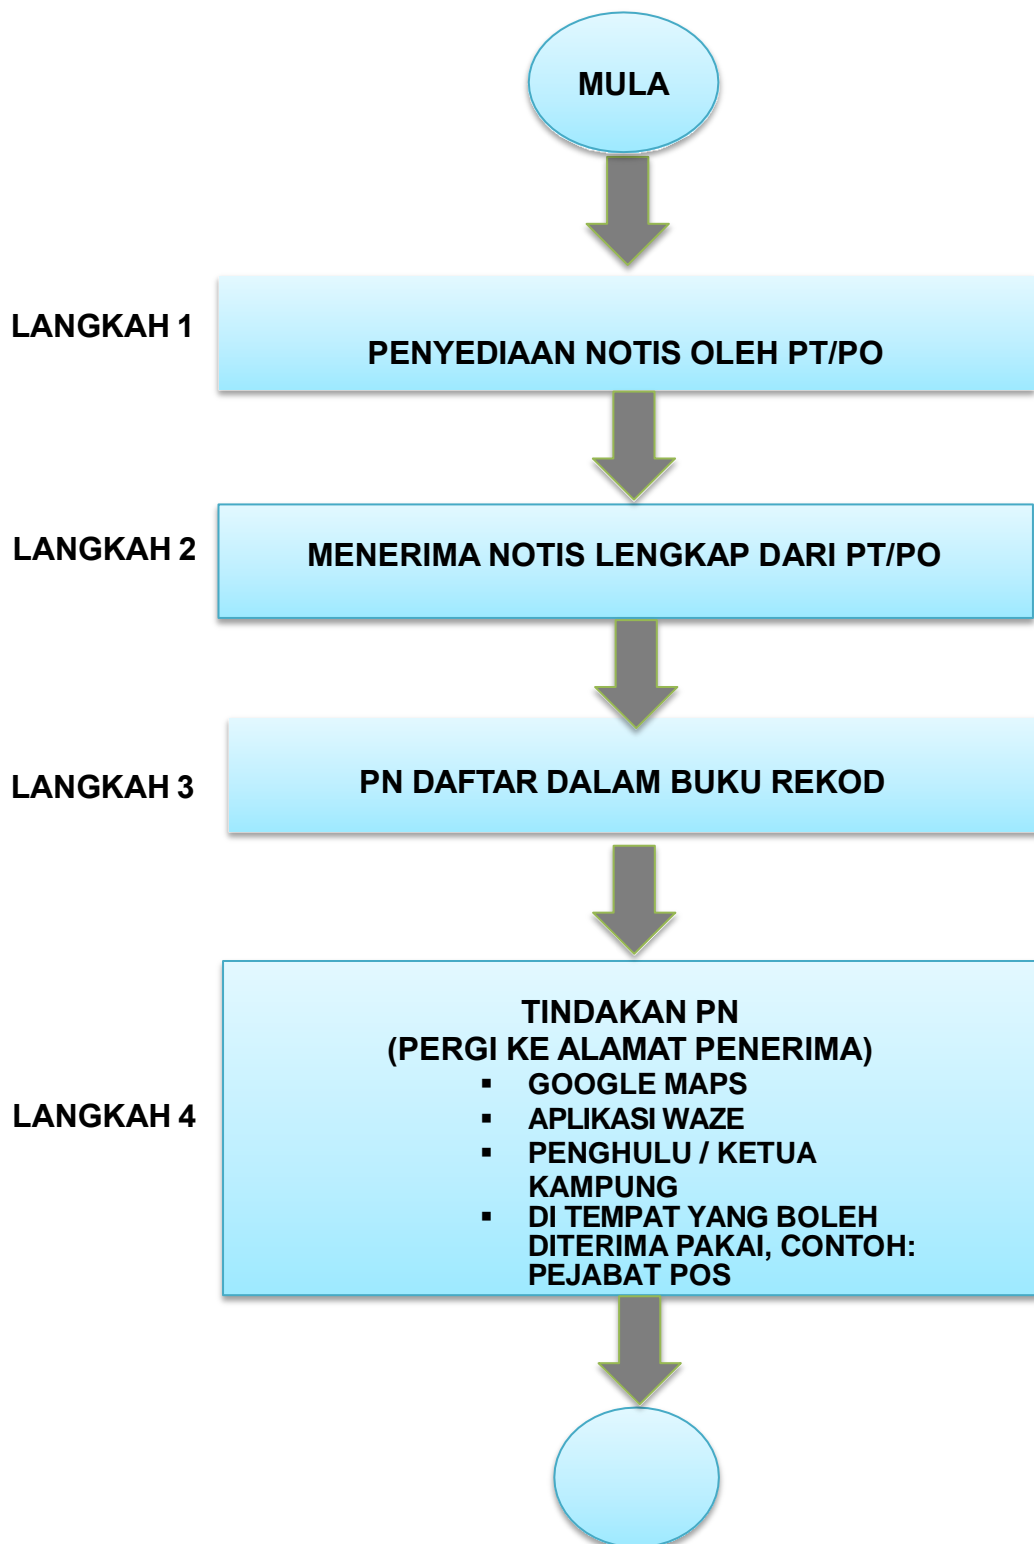 MULA
LANGKAH 1
PENYEDIAAN NOTIS OLEH PT/PO
LANGKAH 2
MENERIMA NOTIS LENGKAP DARI PT/PO
LANGKAH 3
PN DAFTAR DALAM BUKU REKOD
LANGKAH 4
TINDAKAN PN
(PERGI KE ALAMAT PENERIMA)
▪ GOOGLE MAPS
▪ APLIKASI WAZE
▪ PENGHULU / KETUA
KAMPUNG
▪ DI TEMPAT YANG BOLEH
DITERIMA PAKAI, CONTOH:
PEJABAT POS